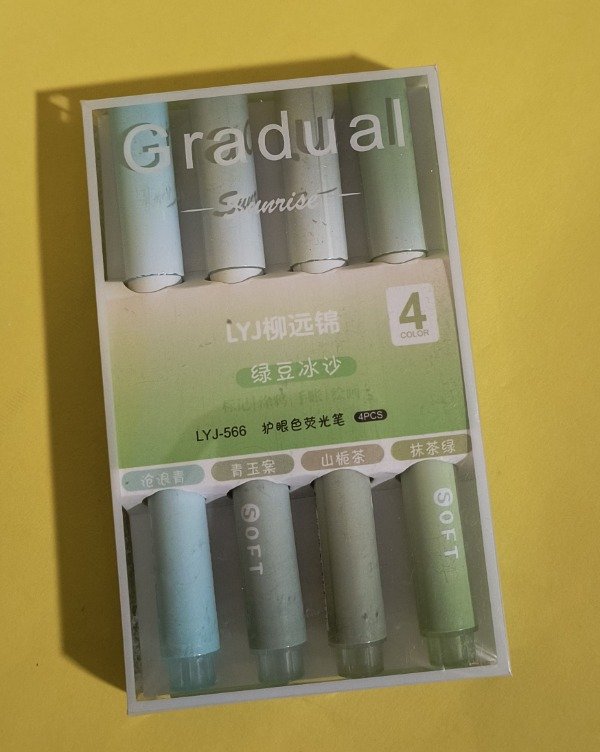 Gradual
Sunrise
LYJ柳远锦
4
COLOR
绿豆冰沙
LYJ-566 护眼色荧光笔 4PCS
沧浪青 青玉案 山栀茶 抹茶绿
SOFT SOFT